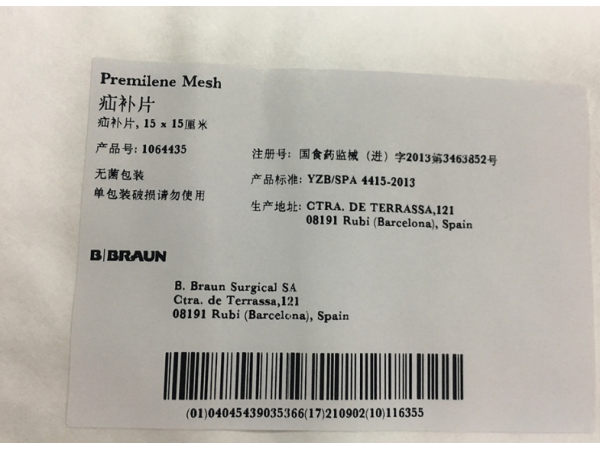 Premilene Mesh
疝补片
疝补片, 15 x 15厘米
产品号: 1064435
注册号: 国食药监械 (进) 字2013第3463852号
无菌包装
产品标准: YZB/SPA 4415-2013
单包装破损请勿使用
生产地址: CTRA. DE TERRASSA,121
08191 Rubi (Barcelona), Spain
B|BRAUN
B. Braun Surgical SA
Ctra. de Terrassa,121
08191 Rubi (Barcelona), Spain
(01)04045439035366(17)210902(10)116355